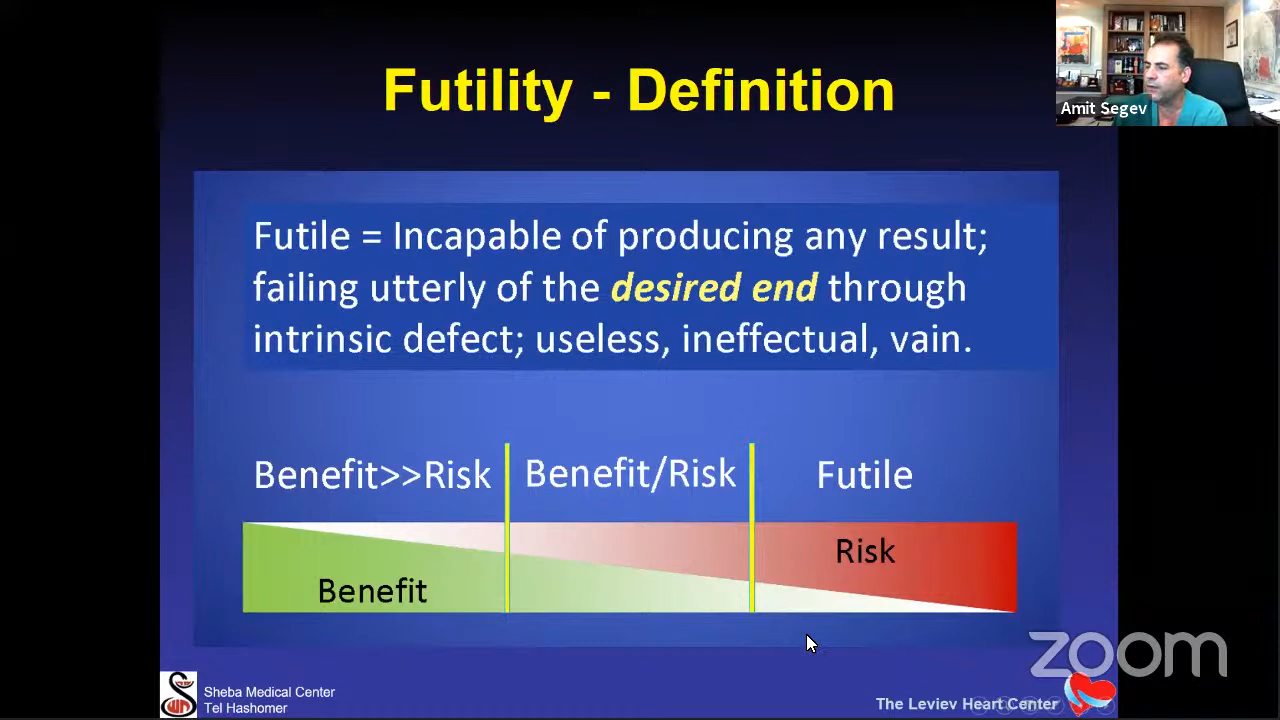 Futility - Definition
Amit Segev
Futile = Incapable of producing any result;
failing utterly of the desired end through
intrinsic defect; useless, ineffectual, vain.
Benefit>>Risk
Benefit/Risk
Futile
Risk
Benefit
zoom
Sheba Medical Center
Tel Hashomer
The Leviev Heart Center